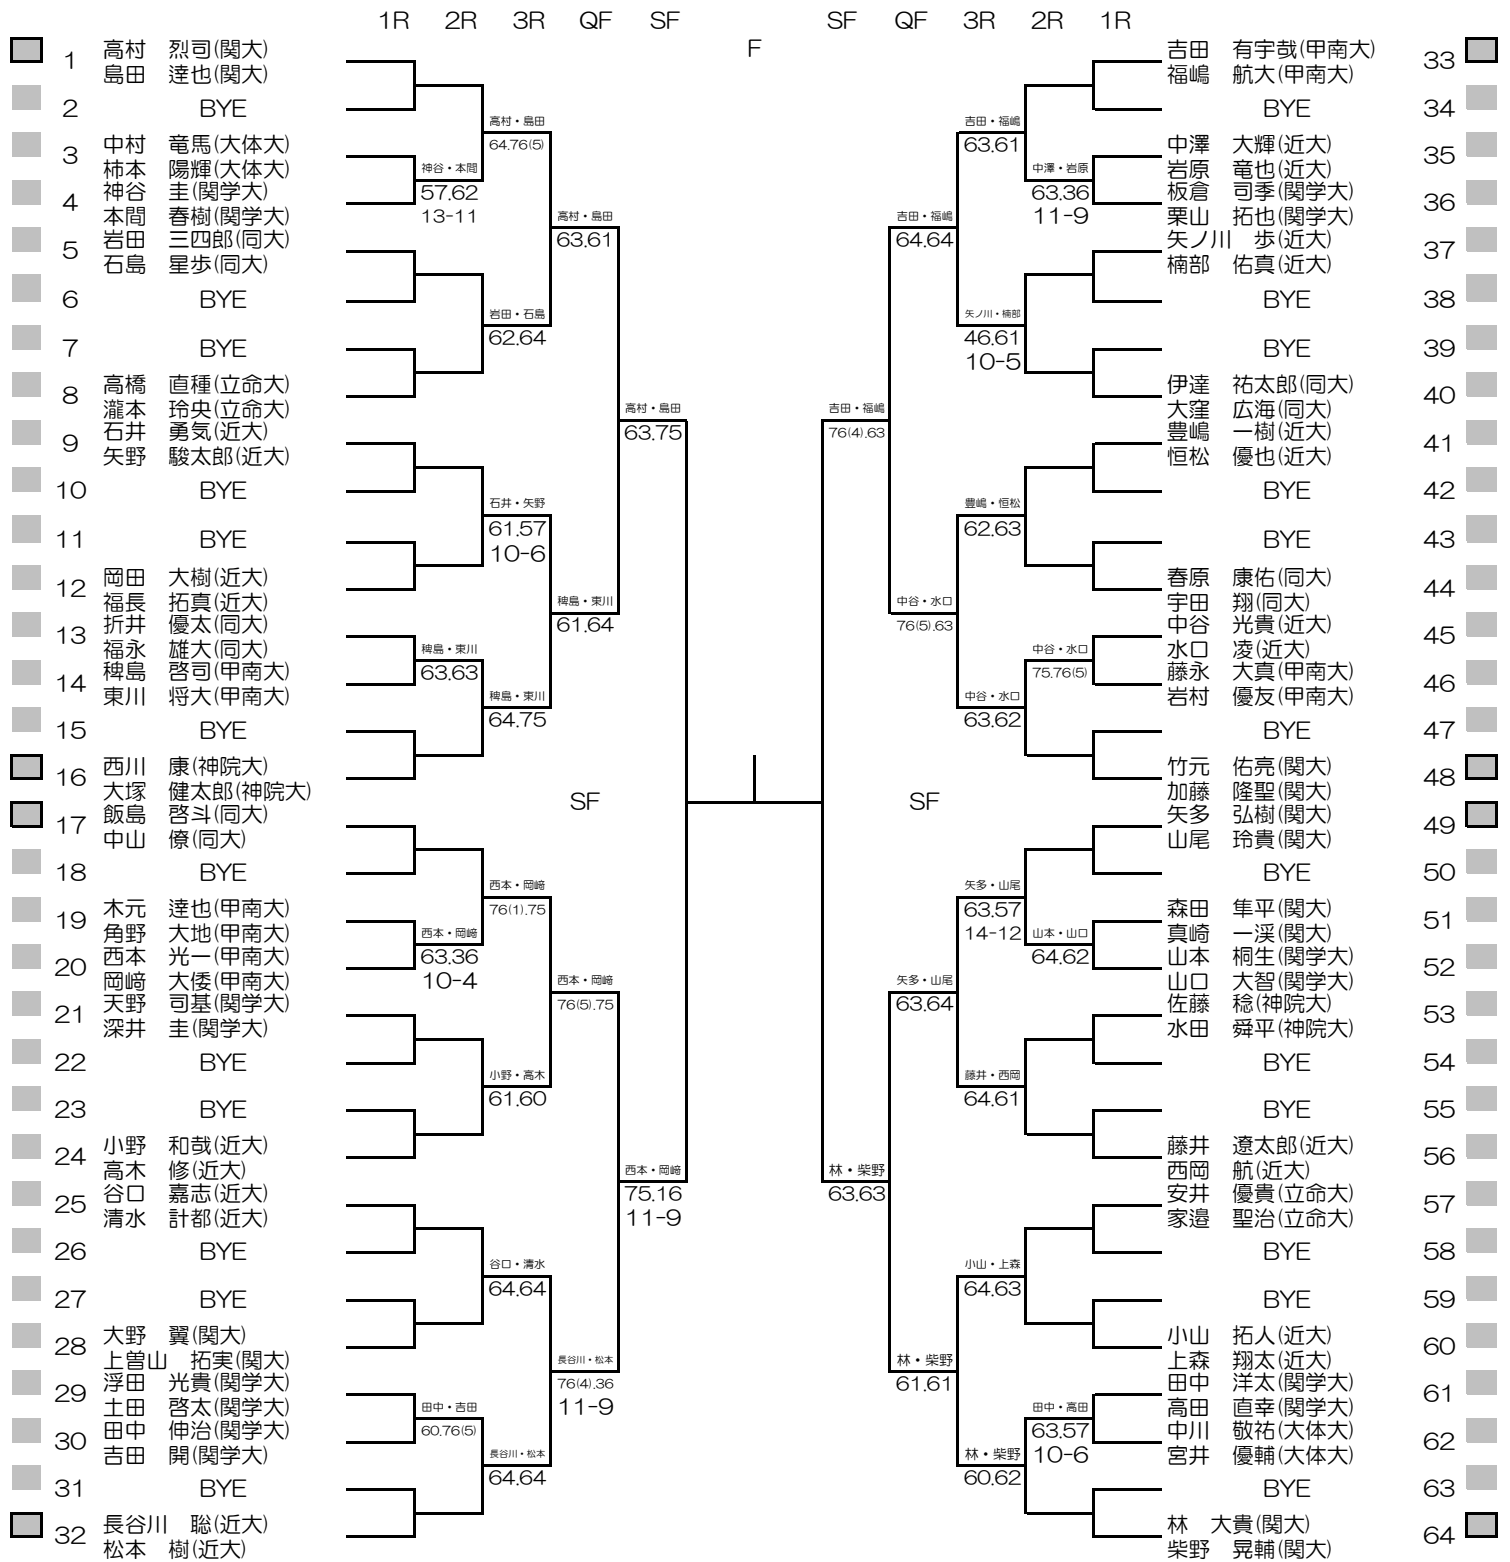 1R 2R 3R QF SF
F
SF QF 3R 2R 1R
1 高村 烈司(関大)
島田 達也(関大)
2 BYE
3 中村 竜馬(大体大)
柿本 陽輝(大体大)
4 神谷 圭(関学大)
本間 春樹(関学大)
5 岩田 三四郎(同大)
石島 星歩(同大)
6 BYE
7 BYE
8 高橋 直種(立命大)
瀧本 玲央(立命大)
9 石井 勇気(近大)
矢野 駿太郎(近大)
10 BYE
11 BYE
12 岡田 大樹(近大)
福長 拓真(近大)
13 折井 優太(同大)
福永 雄大(同大)
14 稗島 啓司(甲南大)
東川 将大(甲南大)
15 BYE
16 西川 康(神院大)
大塚 健太郎(神院大)
17 飯島 啓斗(同大)
中山 僚(同大)
18 BYE
19 木元 達也(甲南大)
角野 大地(甲南大)
20 西本 光一(甲南大)
岡﨑 大倭(甲南大)
21 天野 司基(関学大)
深井 圭(関学大)
22 BYE
23 BYE
24 小野 和哉(近大)
高木 修(近大)
25 谷口 嘉志(近大)
清水 計都(近大)
26 BYE
27 BYE
28 大野 翼(関大)
上曽山 拓実(関大)
29 浮田 光貴(関学大)
土田 啓太(関学大)
30 田中 伸治(関学大)
吉田 開(関学大)
31 BYE
32 長谷川 聡(近大)
松本 樹(近大)
神谷・本間
57.62
13-11
稗島・東川
63.63
西本・岡﨑
63.36
10-4
田中・吉田
60.76(5)
高村・島田
64.76(5)
岩田・石島
62.64
石井・矢野
61.57
10-6
稗島・東川
64.75
西本・岡﨑
76(1).75
小野・高木
61.60
谷口・清水
64.64
長谷川・松本
64.64
高村・島田
63.61
稗島・東川
61.64
西本・岡﨑
76(5).75
長谷川・松本
76(4).36
11-9
高村・島田
63.75
SF
西本・岡﨑
75.16
11-9
吉田・福嶋
76(4).63
SF
林・柴野
63.63
吉田・福嶋
64.64
中谷・水口
76(5).63
矢多・山尾
63.64
林・柴野
61.61
吉田・福嶋
63.61
矢ノ川・楠部
46.61
10-5
豊嶋・恒松
62.63
中谷・水口
63.62
矢多・山尾
63.57
14-12
藤井・西岡
64.61
小山・上森
64.63
林・柴野
60.62
中澤・岩原
63.36
11-9
中谷・水口
75.76(5)
山本・山口
64.62
田中・高田
63.57
10-6
吉田 有宇哉(甲南大) 33
福嶋 航大(甲南大)
BYE 34
中澤 大輝(近大) 35
岩原 竜也(近大)
板倉 司季(関学大) 36
栗山 拓也(関学大)
矢ノ川 歩(近大) 37
楠部 佑真(近大)
BYE 38
BYE 39
伊達 祐太郎(同大) 40
大窪 広海(同大)
豊嶋 一樹(近大) 41
恒松 優也(近大)
BYE 42
BYE 43
春原 康佑(同大) 44
宇田 翔(同大)
中谷 光貴(近大) 45
水口 凌(近大)
藤永 大真(甲南大) 46
岩村 優友(甲南大)
BYE 47
竹元 佑亮(関大) 48
加藤 隆聖(関大)
矢多 弘樹(関大) 49
山尾 玲貴(関大)
BYE 50
森田 隼平(関大) 51
真崎 一渓(関大)
山本 桐生(関学大) 52
山口 大智(関学大)
佐藤 稔(神院大) 53
水田 舜平(神院大)
BYE 54
BYE 55
藤井 遼太郎(近大) 56
西岡 航(近大)
安井 優貴(立命大) 57
家邉 聖治(立命大)
BYE 58
BYE 59
小山 拓人(近大) 60
上森 翔太(近大)
田中 洋太(関学大) 61
高田 直幸(関学大)
中川 敬祐(大体大) 62
宮井 優輔(大体大)
BYE 63
林 大貴(関大) 64
柴野 晃輔(関大)